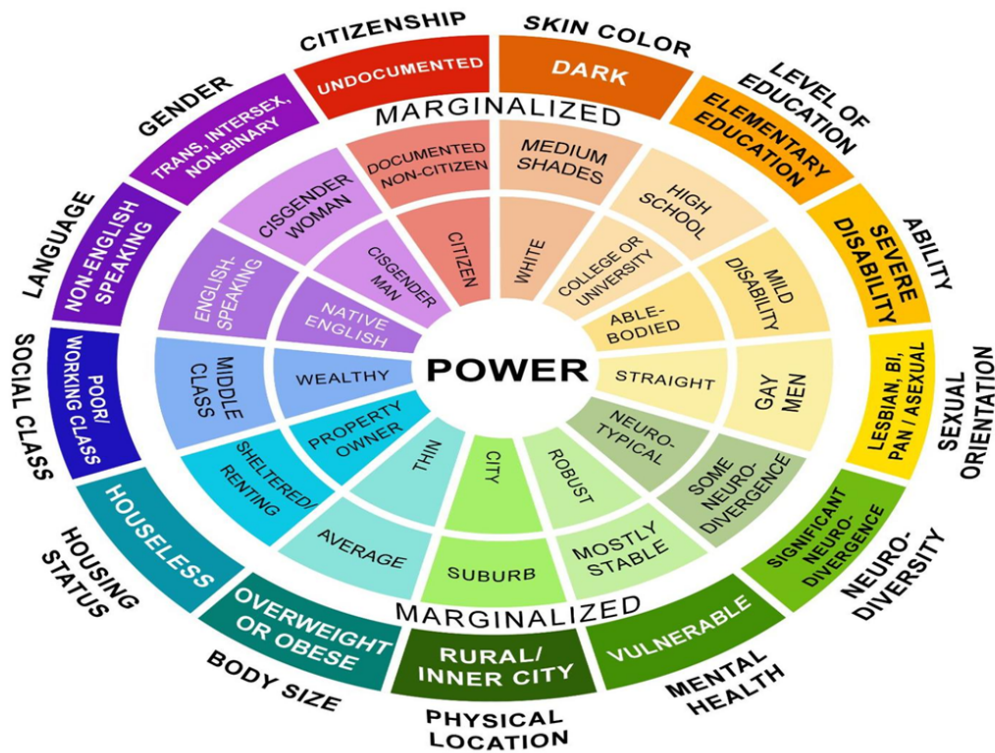 CITIZENSHIP
UNDOCUMENTED
DOCUMENTED
NON-CITIZEN
CITIZEN
SKIN COLOR
DARK
MEDIUM
SHADES
WHITE
LEVEL OF
EDUCATION
ELEMENTARY
EDUCATION
HIGH
SCHOOL
COLLEGE OR
UNIVERSITY
ABILITY
SEVERE
DISABILITY
MILD
DISABILITY
ABLE-
BODIED
SEXUAL
ORIENTATION
LESBIAN, BI,
PAN / ASEXUAL
GAY
MEN
STRAIGHT
NEURO-
DIVERSITY
SIGNIFICANT
NEURO-
DIVERGENCE
SOME
NEURO-
DIVERGENCE
NEURO-
TYPICAL
MENTAL
HEALTH
VULNERABLE
MOSTLY
STABLE
ROBUST
PHYSICAL
LOCATION
RURAL/
INNER CITY
SUBURB
CITY
BODY SIZE
OVERWEIGHT
OR OBESE
AVERAGE
THIN
HOUSING
STATUS
HOUSELESS
SHELTERED/
RENTING
PROPERTY
OWNER
SOCIAL CLASS
POOR/
WORKING CLASS
MIDDLE
CLASS
WEALTHY
LANGUAGE
NON-ENGLISH
SPEAKING
ENGLISH-
SPEAKING
NATIVE
ENGLISH
GENDER
TRANS, INTERSEX,
NON-BINARY
CISGENDER
WOMAN
CISGENDER
MAN
MARGINALIZED
POWER
MARGINALIZED